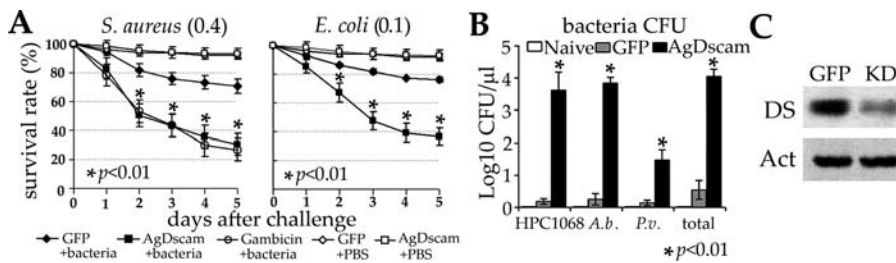 A
S. aureus (0.4)
E. coli (0.1)
survival rate (%)
100
80
60
40
20
* * * *
*p<0.01
0 1 2 3 4 5
* * * *
*p<0.01
0 1 2 3 4 5
days after challenge
GFP +bacteria
AgDscam +bacteria
Gambicin +bacteria
GFP +PBS
AgDscam +PBS
B
bacteria CFU
Naive GFP AgDscam
Log10 CFU/µl
5
4
3
2
1
0
* * * *
HPC1068 A.b. P.v. total
*p<0.01
C
GFP KD
DS
Act